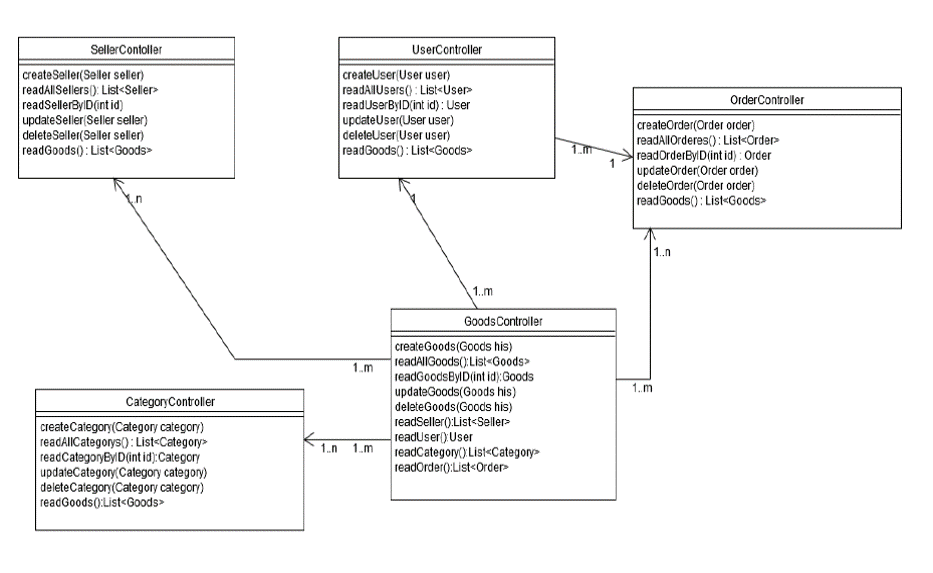 SellerContoller
createSeller(Seller seller)
readAllSellers(): List<Seller>
readSellerByID(int id)
updateSeller(Seller seller)
deleteSeller(Seller seller)
readGoods() : List<Goods>
1..n
UserController
createUser(User user)
readAllUsers() : List<User>
readUserByID(int id) : User
updateUser(User user)
deleteUser(User user)
readGoods() : List<Goods>
1
1..m
1
OrderController
createOrder(Order order)
readAllOrderes() : List<Order>
readOrderByID(int id) : Order
updateOrder(Order order)
deleteOrder(Order order)
readGoods() : List<Goods>
1..n
1..m
GoodsController
createGoods(Goods his)
readAllGoods():List<Goods>
readGoodsByID(int id):Goods
updateGoods(Goods his)
deleteGoods(Goods his)
readSeller():List<Seller>
readUser():User
readCategory():List<Category>
readOrder():List<Order>
1..m
1..m
CategoryController
createCategory(Category category)
readAllCategorys() : List<Category>
readCategoryByID(int id):Category
updateCategory(Category category)
deleteCategory(Category category)
readGoods():List<Goods>
1..n
1..m